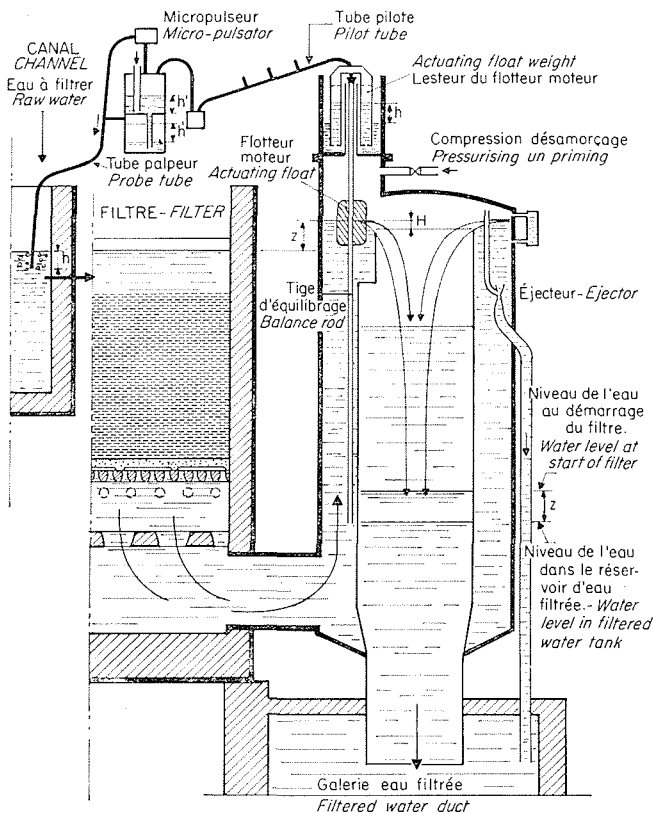 Micropulseur
Micro-pulsator
Tube pilote
Pilot tube
CANAL
CHANNEL
Eau à filtrer
Raw water
h'
h'
Tube palpeur
Probe tube
Actuating float weight
Lesteur du flotteur moteur
h
Compression désamorçage
Pressurising un priming
Flotteur
moteur
Actuating float
FILTRE-FILTER
h
z
H
Tige
d'équilibrage
Balance rod
Éjecteur-Ejector
Niveau de l'eau
au démarrage
du filtre.
Water level at
start of filter
z
Niveau de l'eau
dans le réser-
voir d'eau
filtrée.-Water
level in filtered
water tank
Galerie eau filtrée
Filtered water duct